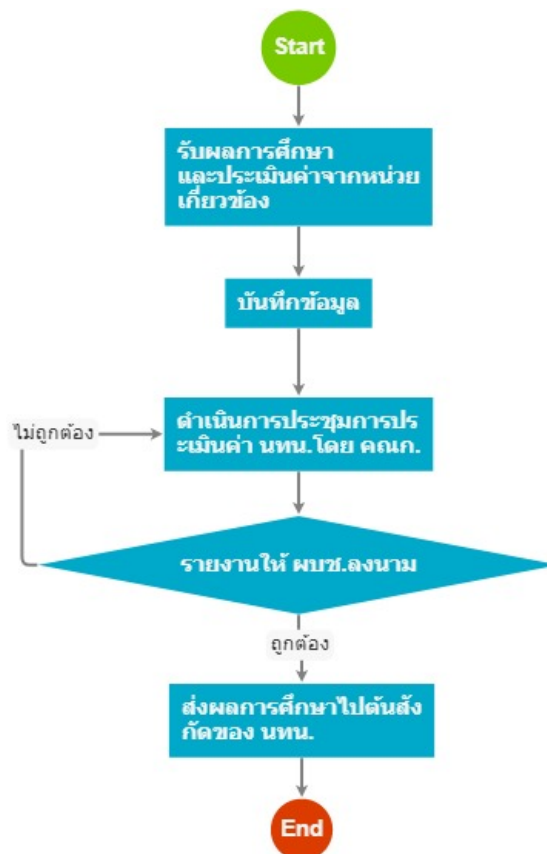 Start
รับผลการศึกษา
และประเมินค่าจากหน่วย
เกี่ยวข้อง
บันทึกข้อมูล
ดำเนินการประชุมการปร
ะเมินค่า นทน.โดย คณก.
ไม่ถูกต้อง
รายงานให้ ผบช.ลงนาม
ถูกต้อง
ส่งผลการศึกษาไปต้นสัง
กัดของ นทน.
End